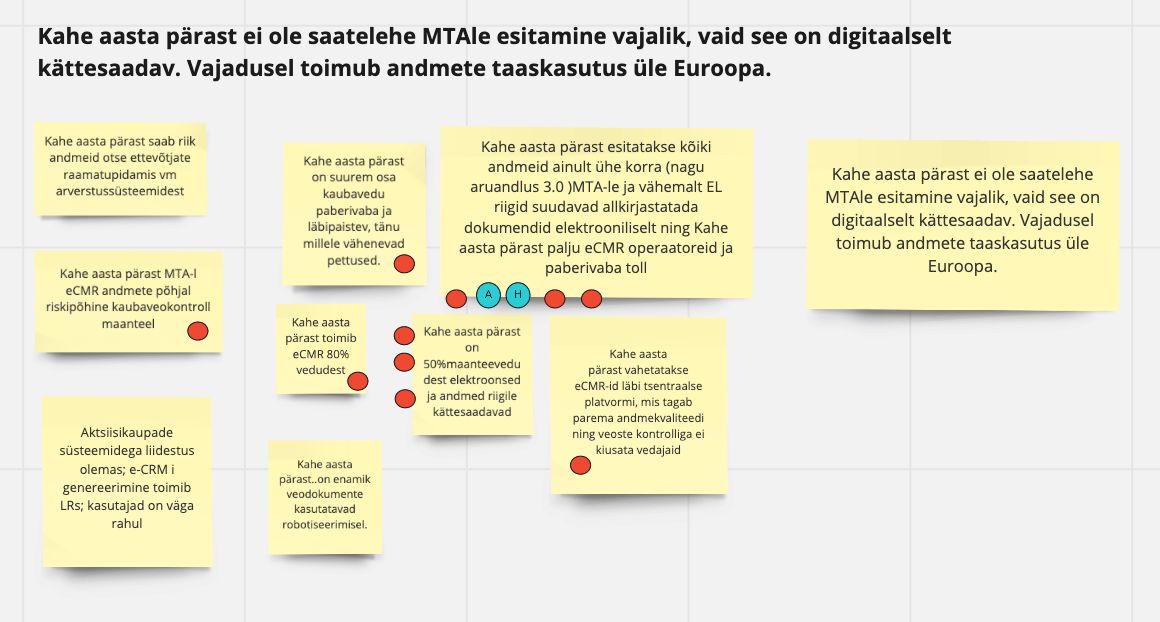 Kahe aasta pärast ei ole saatelehe MTAle esitamine vajalik, vaid see on digitaalselt
kättesaadav. Vajadusel toimub andmete taaskasutus üle Euroopa.
Kahe aasta pärast saab riik
andmeid otse ettevõtjate
raamatupidamis vm
arverstussüsteemidest
Kahe aasta pärast MTA-l
eCMR andmete põhjal
riskipõhine kaubaveokontroll
maanteel
Aktsiisikaupade
süsteemidega liidestus
olemas; e-CRM i
genereerimine toimib
LRs; kasutajad on väga
rahul
Kahe aasta pärast
on suurem osa
kaubavedu
paberivaba ja
läbipaistev, tänu
millele vähenevad
pettused.
Kahe aasta
pärast toimib
eCMR 80%
vedudest
Kahe aasta
pärast..on enamik
veodokumente
kasutatavad
robotiseerimisel.
Kahe aasta pärast esitatakse kõiki
andmeid ainult ühe korra (nagu
aruandlus 3.0 )MTA-le ja vähemalt EL
riigid suudavad allkirjastatada
dokumendid elektrooniliselt ning Kahe
aasta pärast palju eCMR operaatoreid ja
paberivaba toll
A
H
Kahe aasta pärast
on
50%maanteevedu
dest elektroonsed
ja andmed riigile
kättesaadavad
Kahe aasta
pärast vahetatakse
eCMR-id läbi tsentraalse
platvormi, mis tagab
parema andmekvaliteedi
ning veoste kontrolliga ei
kiusata vedajaid
Kahe aasta pärast ei ole saatelehe
MTAle esitamine vajalik, vaid see on
digitaalselt kättesaadav. Vajadusel
toimub andmete taaskasutus üle
Euroopa.